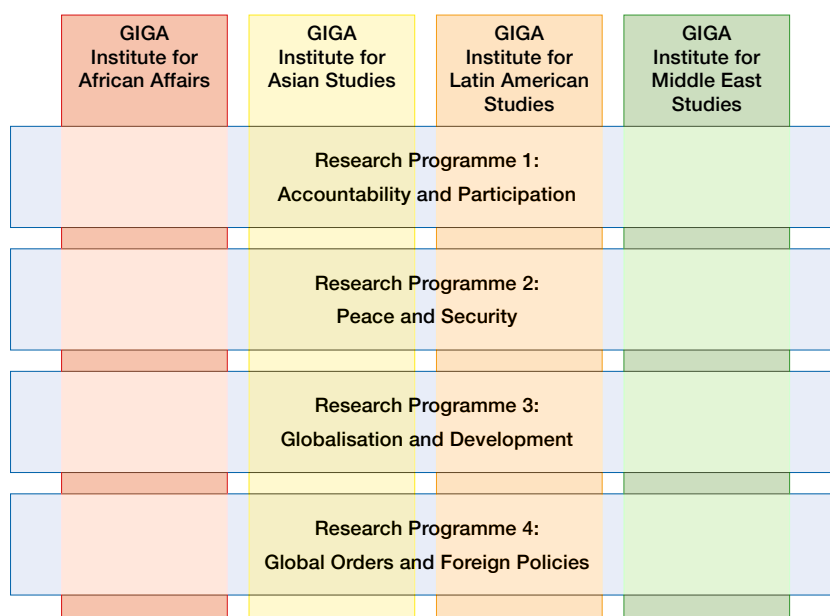 GIGA
Institute for
African Affairs
GIGA
Institute for
Asian Studies
GIGA
Institute for
Latin American
Studies
GIGA
Institute for
Middle East
Studies
Research Programme 1:
Accountability and Participation
Research Programme 2:
Peace and Security
Research Programme 3:
Globalisation and Development
Research Programme 4:
Global Orders and Foreign Policies